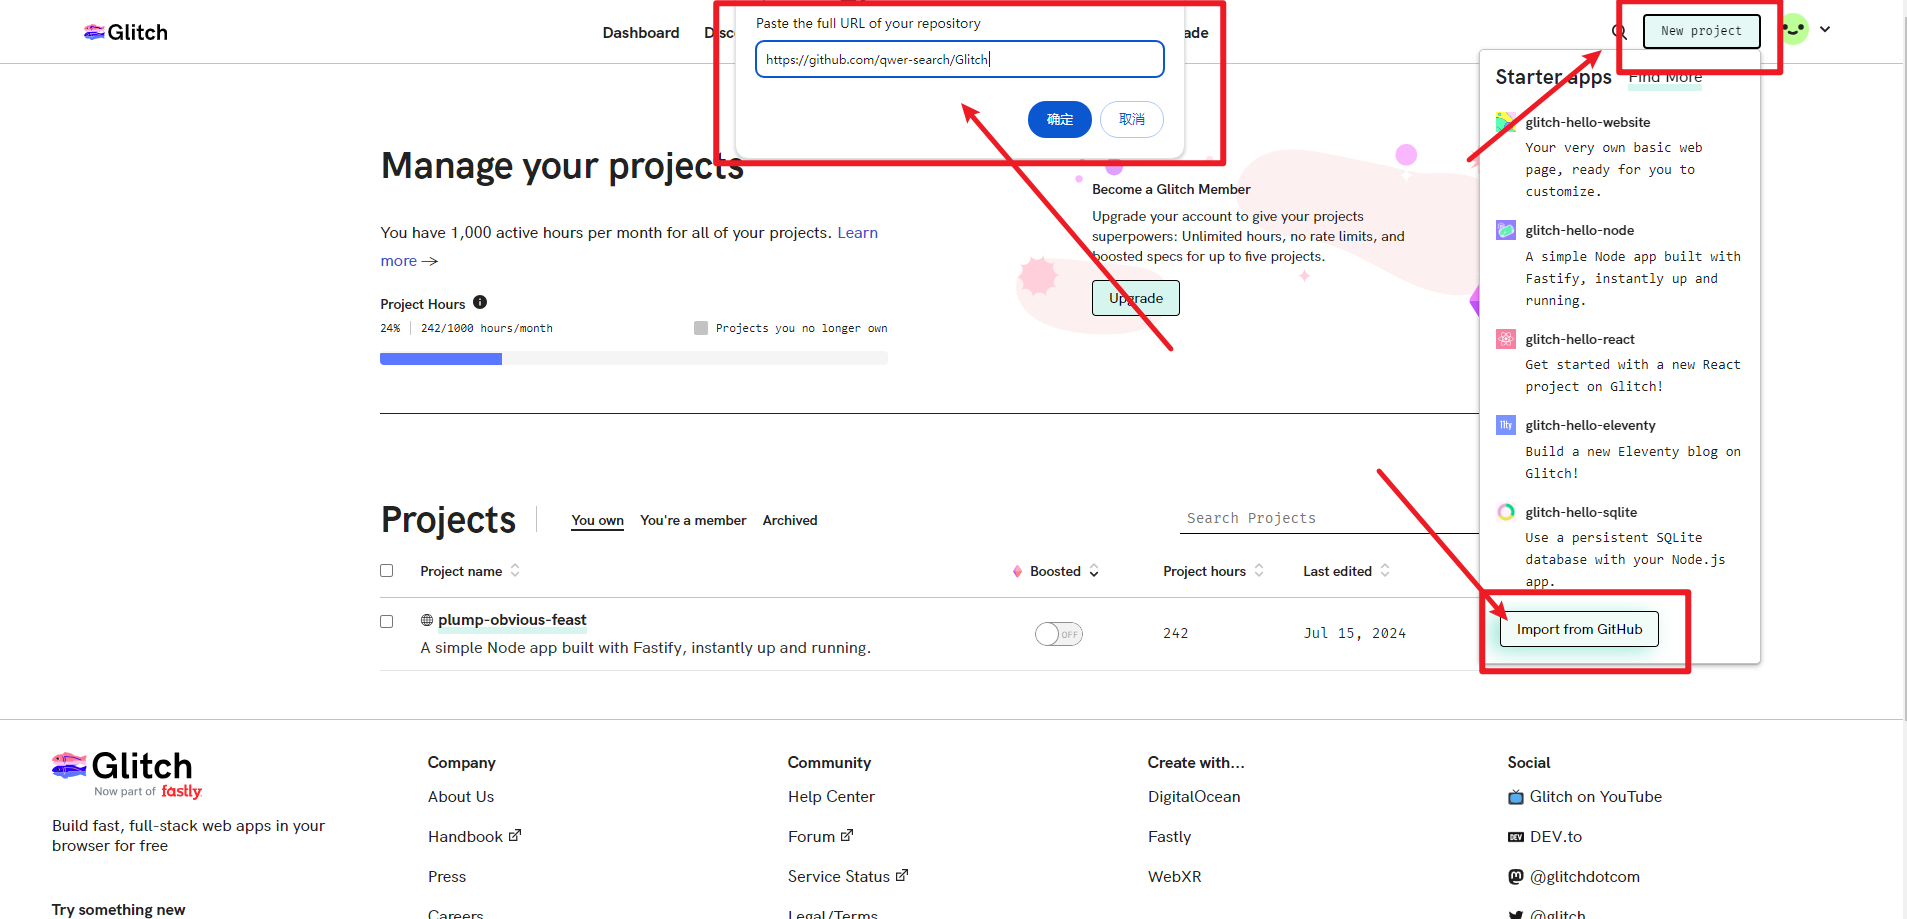 Glitch
Dashboard
Disc
ade
New project
Paste the full URL of your repository
https://github.com/qwer-search/Glitch
确定
取消
Starter apps
Find More
glitch-hello-website
Your very own basic web
page, ready for you to
customize.
glitch-hello-node
A simple Node app built with
Fastify, instantly up and
running.
glitch-hello-react
Get started with a new React
project on Glitch!
11ty
glitch-hello-eleventy
Build a new Eleventy blog on
Glitch!
glitch-hello-sqlite
Use a persistent SQLite
database with your Node.js
app.
Import from GitHub
Manage your projects
You have 1,000 active hours per month for all of your projects. Learn
more →
Project Hours
24%
242/1000 hours/month
Projects you no longer own
Become a Glitch Member
Upgrade your account to give your projects
superpowers: Unlimited hours, no rate limits, and
boosted specs for up to five projects.
Upgrade
Projects
You own
You're a member
Archived
Search Projects
Project name
Boosted
Project hours
Last edited
plump-obvious-feast
A simple Node app built with Fastify, instantly up and running.
OFF
242
Jul 15, 2024
Glitch
Now part of fastly
Build fast, full-stack web apps in your
browser for free
Try something new
Company
About Us
Handbook
Press
Careers
Community
Help Center
Forum
Service Status
Legal/Terms
Create with...
DigitalOcean
Fastly
WebXR
Social
Glitch on YouTube
DEV
DEV.to
@glitchdotcom
@glitch